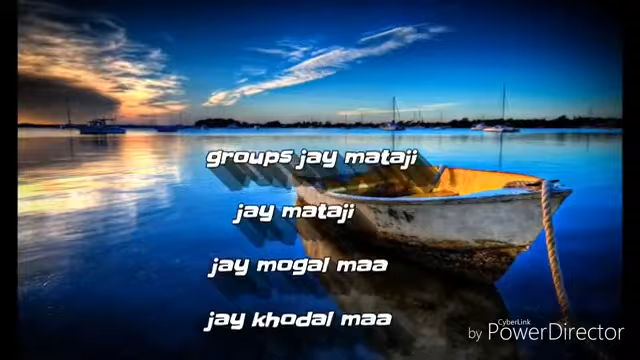 groups jay mataji
jay mataji
jay mogal maa
jay khodal maa
by CyberLink PowerDirector